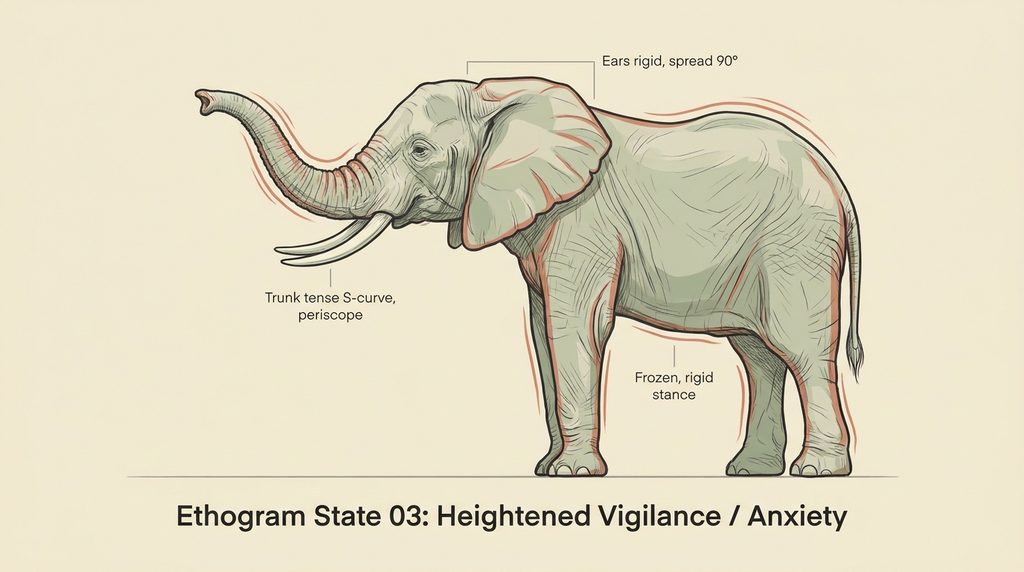 Ears rigid, spread 90°
Trunk tense S-curve,
periscope
Frozen, rigid
stance
Ethogram State 03: Heightened Vigilance / Anxiety